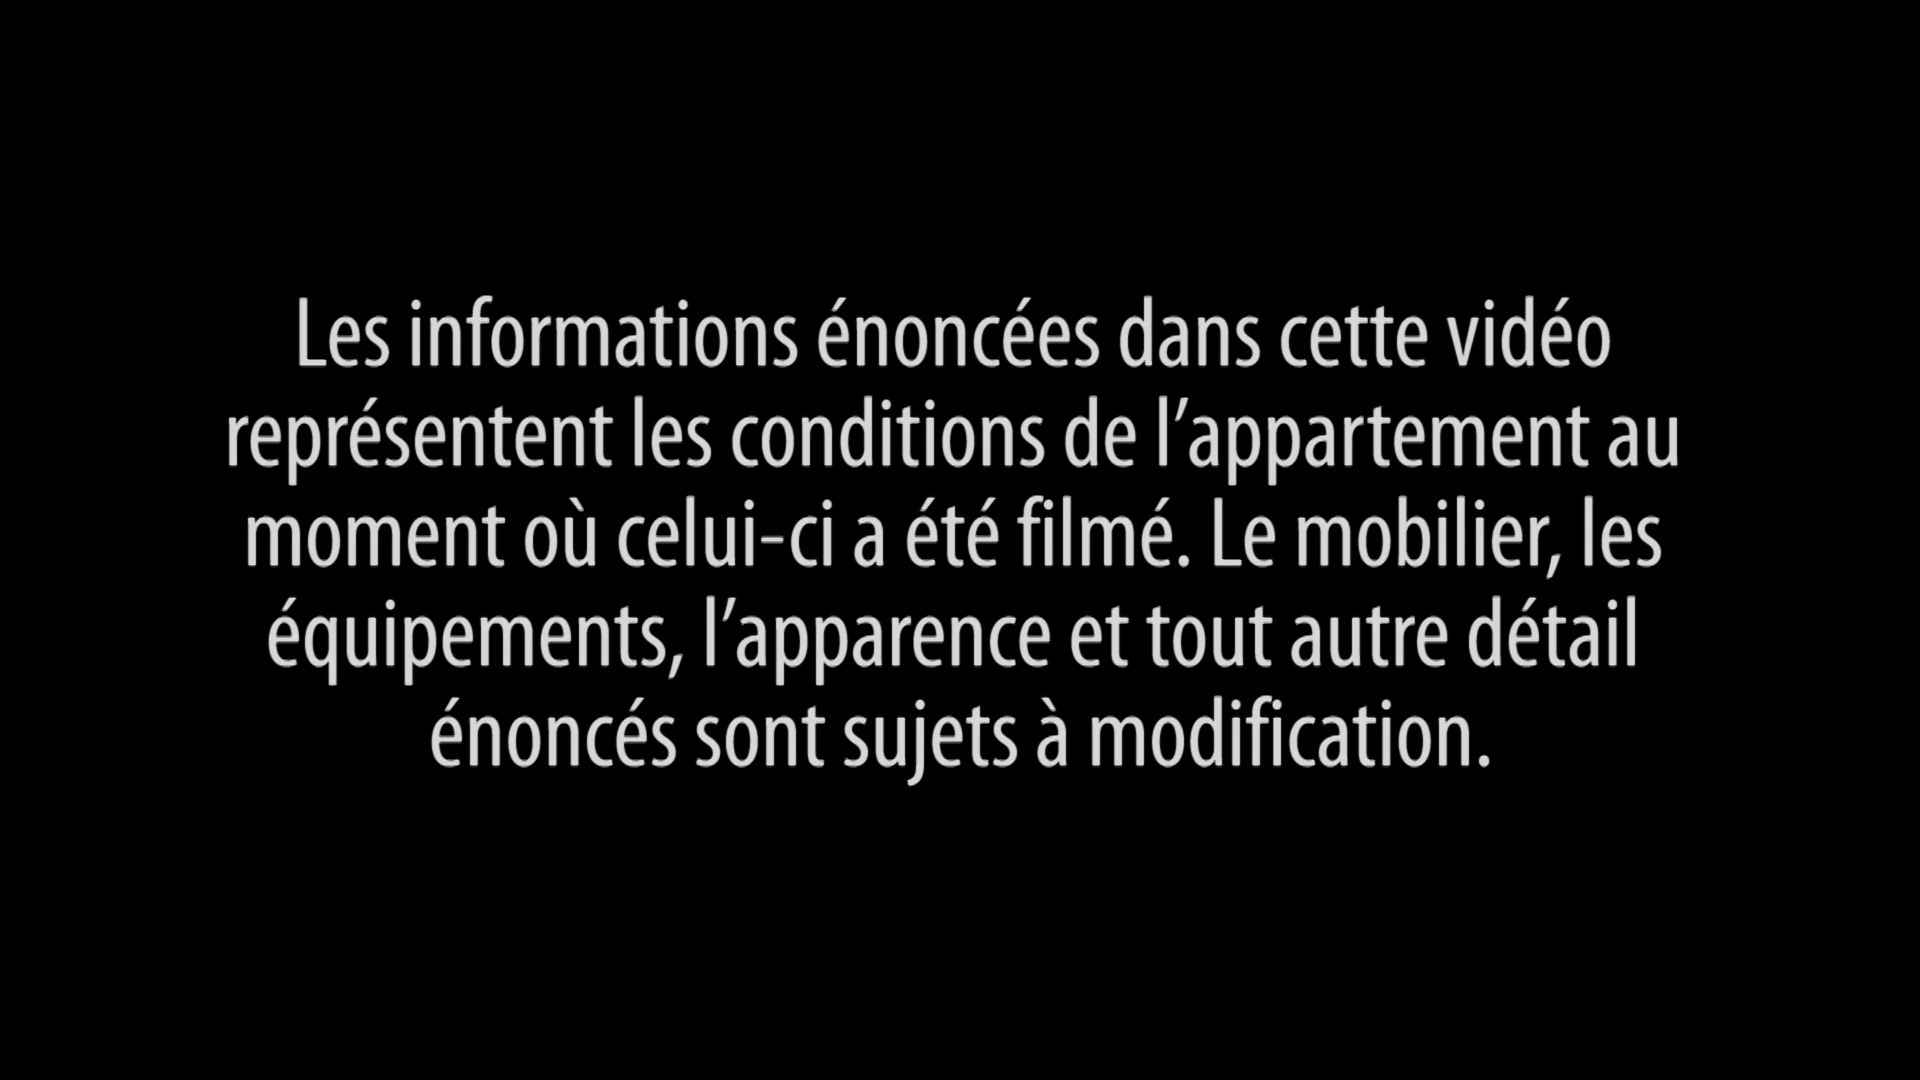 Les informations énoncées dans cette vidéo
représentent les conditions de l’appartement au
moment où celui-ci a été filmé. Le mobilier, les
équipements, l’apparence et tout autre détail
énoncés sont sujets à modification.